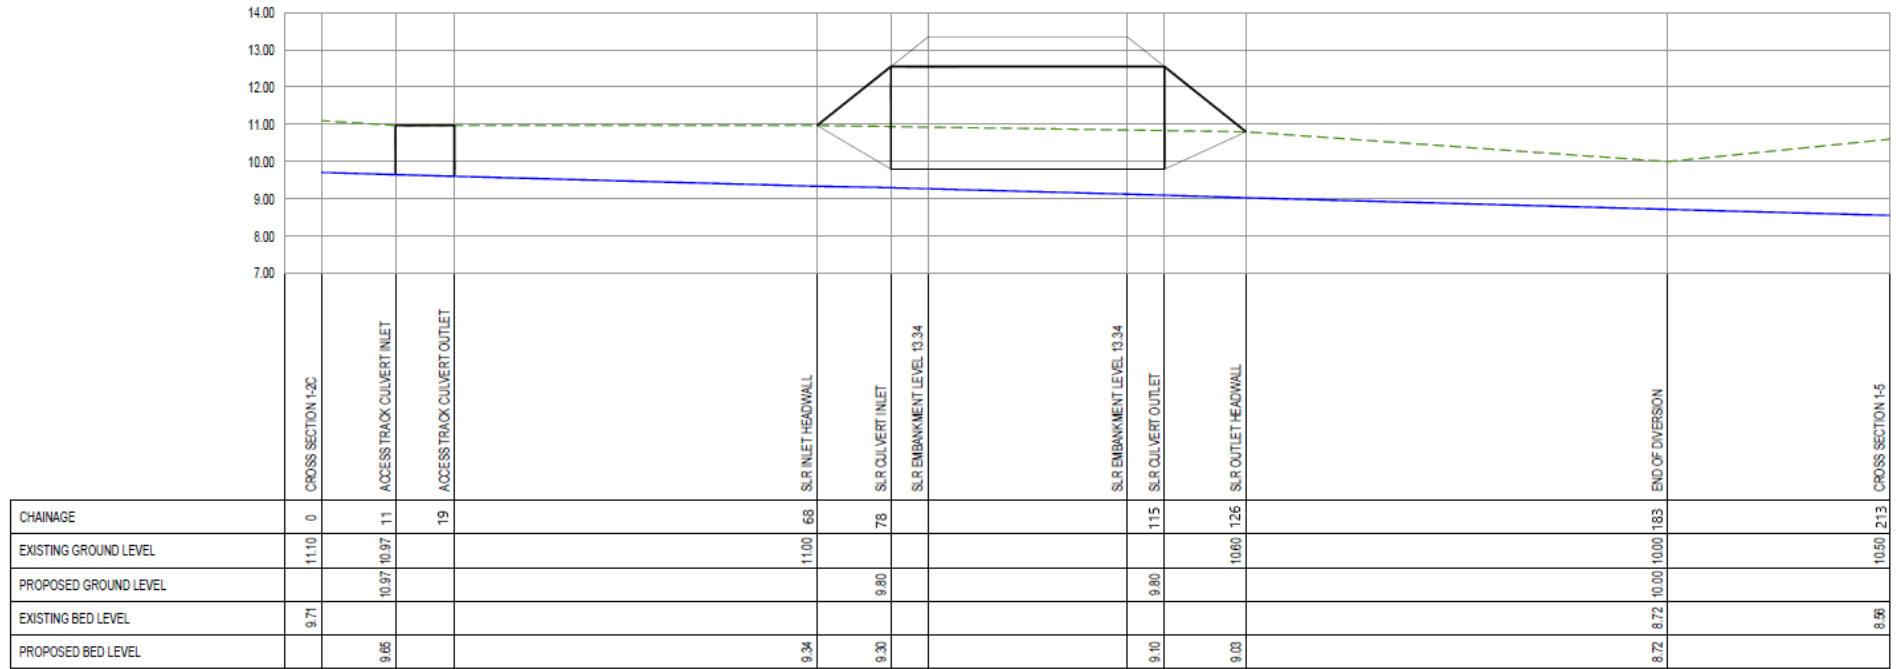 14.00
13.00
12.00
11.00
10.00
9.00
8.00
7.00
CROSS SECTION 1-2C
ACCESS TRACK CULVERT INLET
ACCESS TRACK CULVERT OUTLET
SLR INLET HEADWALL
SLR CULVERT INLET
SLR EMBANKMENT LEVEL 13.34
SLR EMBANKMENT LEVEL 13.34
SLR CULVERT OUTLET
SLR OUTLET HEADWALL
END OF DIVERSION
CROSS SECTION 1-5
CHAINAGE 0 11 19 68 78 115 126 183 213
EXISTING GROUND LEVEL 11.10 10.97 11.00 10.60 10.00 10.50
PROPOSED GROUND LEVEL 10.97 9.80 9.80 10.00
EXISTING BED LEVEL 9.71 8.72 8.56
PROPOSED BED LEVEL 9.65 9.34 9.30 9.10 9.03 8.72